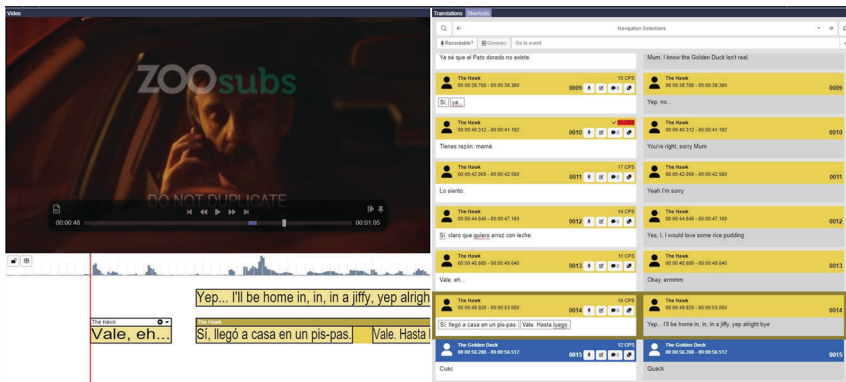 Video
ZOOsubs
DO NOT DUPLICATE
00:00:48
00:01:05
Yep... I'll be home in, in, in a jiffy, yep alrigh
The Hawk
Vale, eh...
The Hawk
Sí, llegó a casa en un pis-pas.
Vale. Hasta l
Translations Shortcuts
Navigation Selections
Recordable? Glossary Go to event
Ya sé que el Pato dorado no existe.
Mum, I know the Golden Duck isn't real.
The Hawk 15 CPS
00:00:38.760 - 00:00:39.360 0009
Sí, ya...
The Hawk
00:00:38.760 - 00:00:39.360 0009
Yep, no...
The Hawk
00:00:40.512 - 00:00:41.182 0010
Tienes razón, mamá.
The Hawk
00:00:40.512 - 00:00:41.182 0010
You're right, sorry Mum
The Hawk 17 CPS
00:00:42.000 - 00:00:42.560 0011
Lo siento.
The Hawk
00:00:42.000 - 00:00:42.560 0011
Yeah I'm sorry
The Hawk 14 CPS
00:00:44.640 - 00:00:47.160 0012
Sí, claro que quiero arroz con leche.
The Hawk
00:00:44.640 - 00:00:47.160 0012
Yes, I, I would love some rice pudding
The Hawk 11 CPS
00:00:48.600 - 00:00:49.640 0013
Vale, eh...
The Hawk
00:00:48.600 - 00:00:49.640 0013
Okay, ermmm
The Hawk 16 CPS
00:00:49.920 - 00:00:53.000 0014
Sí, llegó a casa en un pis-pas. Vale. Hasta luego.
The Hawk
00:00:49.920 - 00:00:53.000 0014
Yep... I'll be home in, in, in a jiffy, yep alright bye
The Golden Duck 12 CPS
00:00:56.200 - 00:00:56.512 0015
Cuac
The Golden Duck
00:00:56.200 - 00:00:56.512 0015
Quack